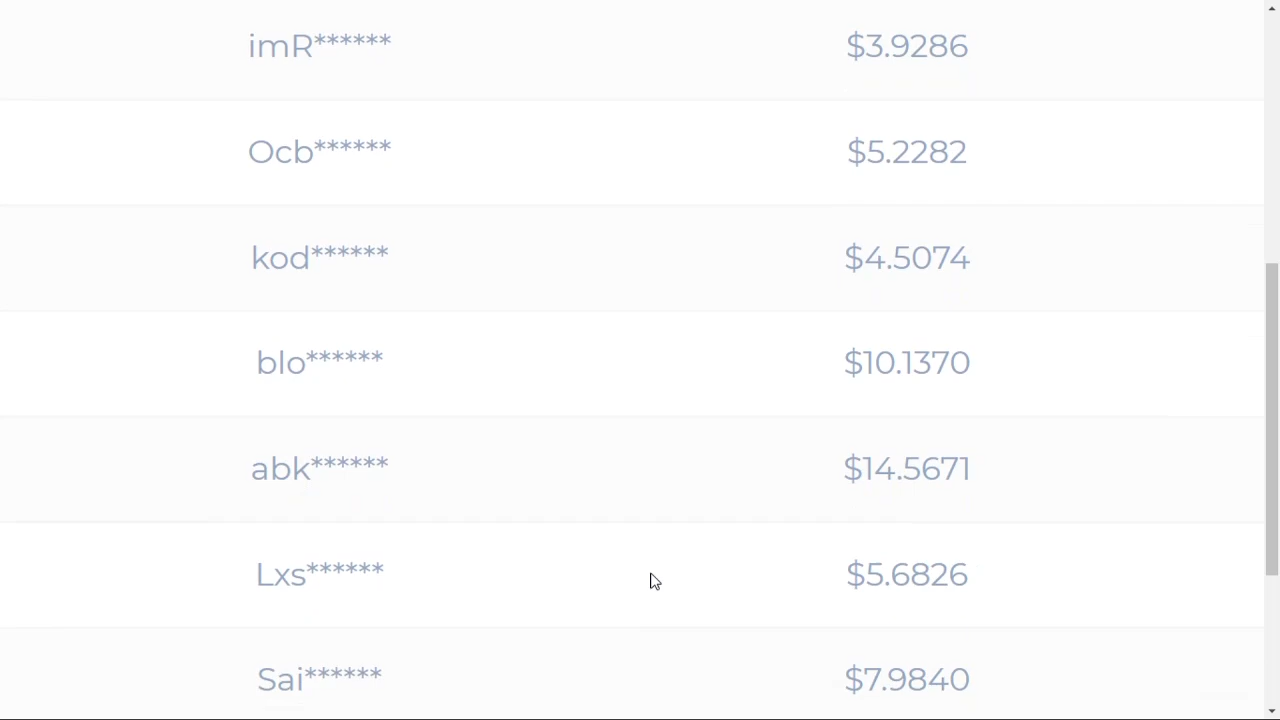 imR****** $3.9286
Ocb****** $5.2282
kod****** $4.5074
blo****** $10.1370
abk****** $14.5671
Lxs****** $5.6826
Sai****** $7.9840